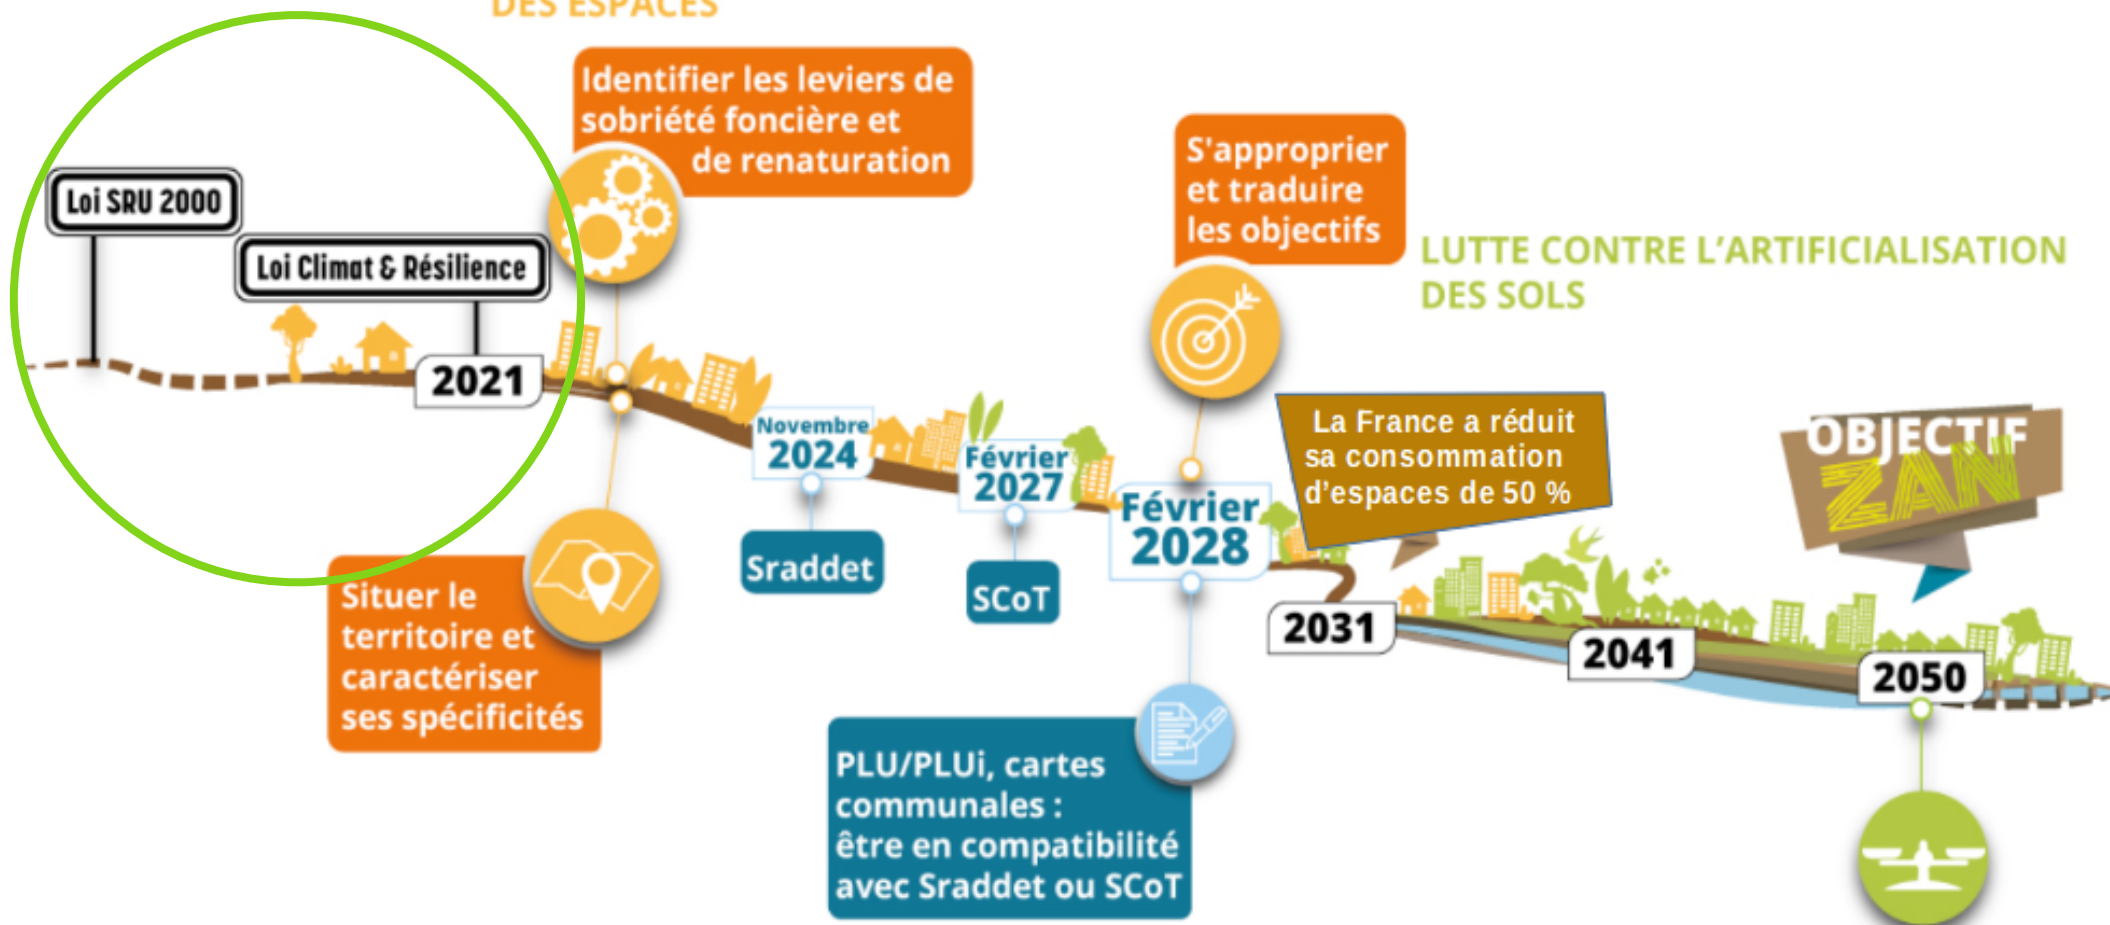 DES ESPACES
Identifier les leviers de
sobriété foncière et
de renaturation
Loi SRU 2000
Loi Climat & Résilience
2021
Situer le
territoire et
caractériser
ses spécificités
Novembre
2024
Sraddet
Février
2027
SCoT
S'approprier
et traduire
les objectifs
Février
2028
PLU/PLUi, cartes
communales :
être en compatibilité
avec Sraddet ou SCoT
LUTTE CONTRE L’ARTIFICIALISATION
DES SOLS
La France a réduit
sa consommation
d’espaces de 50 %
2031
2041
OBJECTIF
ZAN
2050